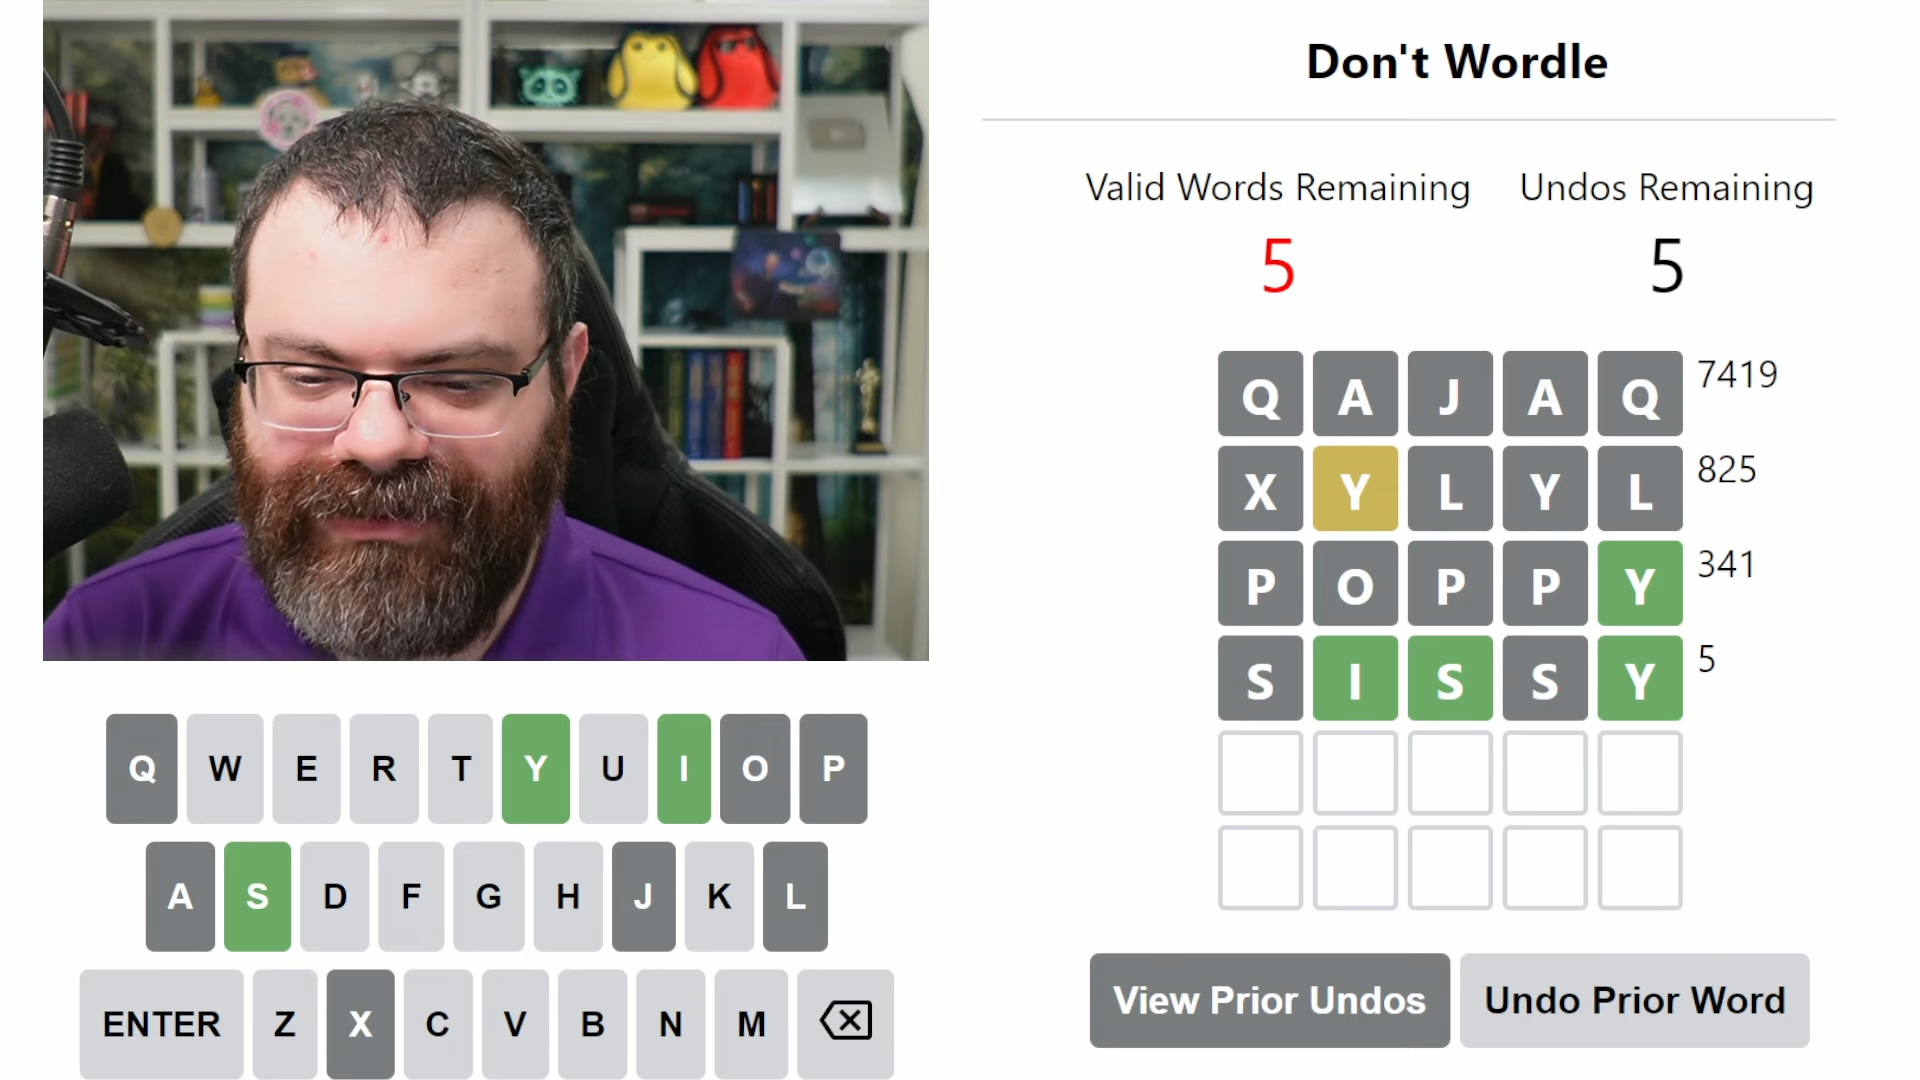 Don't Wordle
Valid Words Remaining Undos Remaining
5 5
Q A J A Q 7419
X Y L Y L 825
P O P P Y 341
S I S S Y 5
Q W E R T Y U I O P
A S D F G H J K L
ENTER Z X C V B N M
View Prior Undos Undo Prior Word